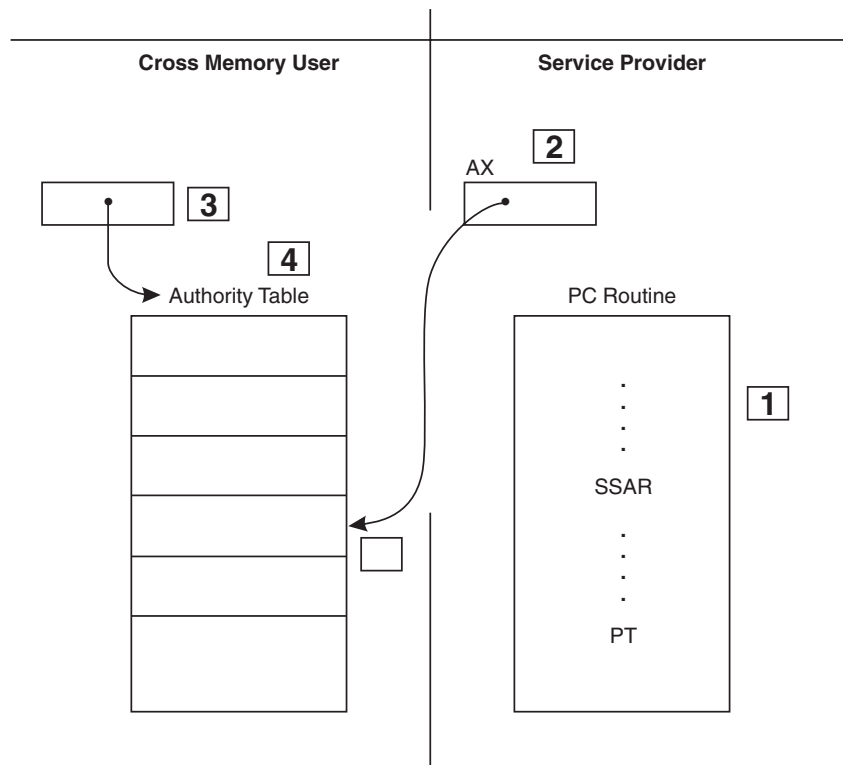 Cross Memory User
Service Provider
2
AX
3
4
Authority Table
PC Routine
1
SSAR
PT